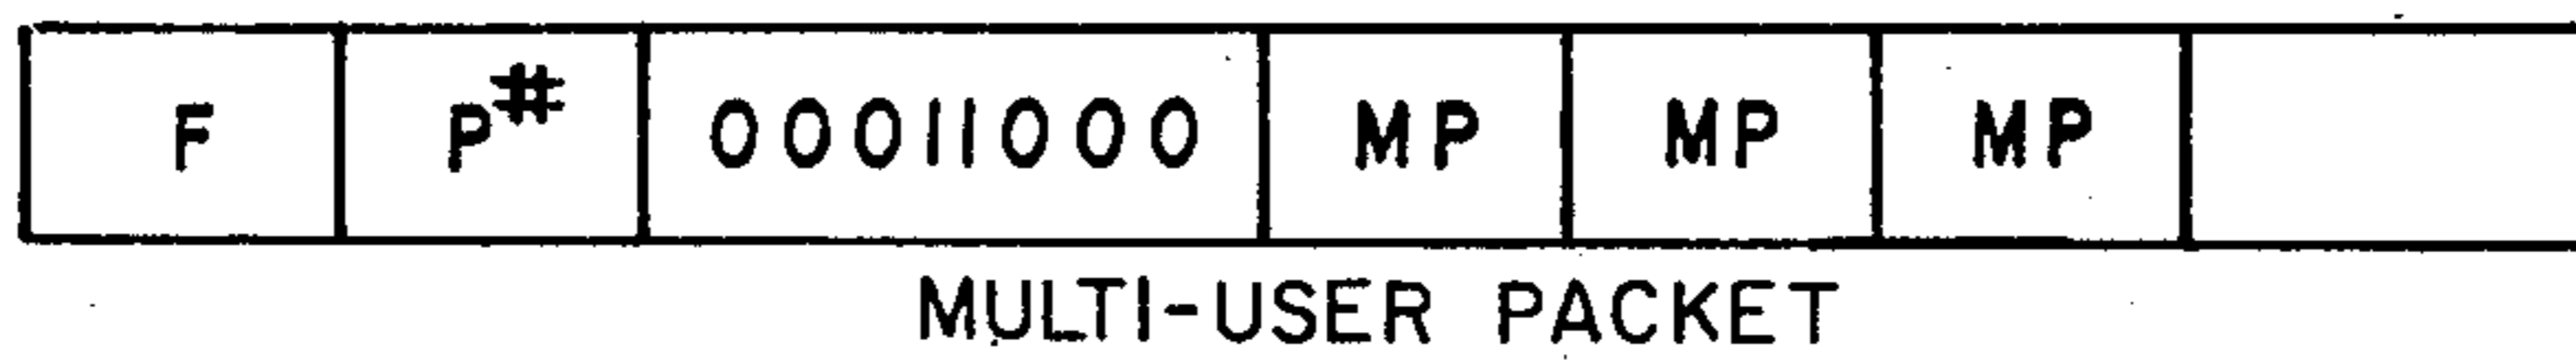 F P# 00011000 MP MP MP
MULTI-USER PACKET